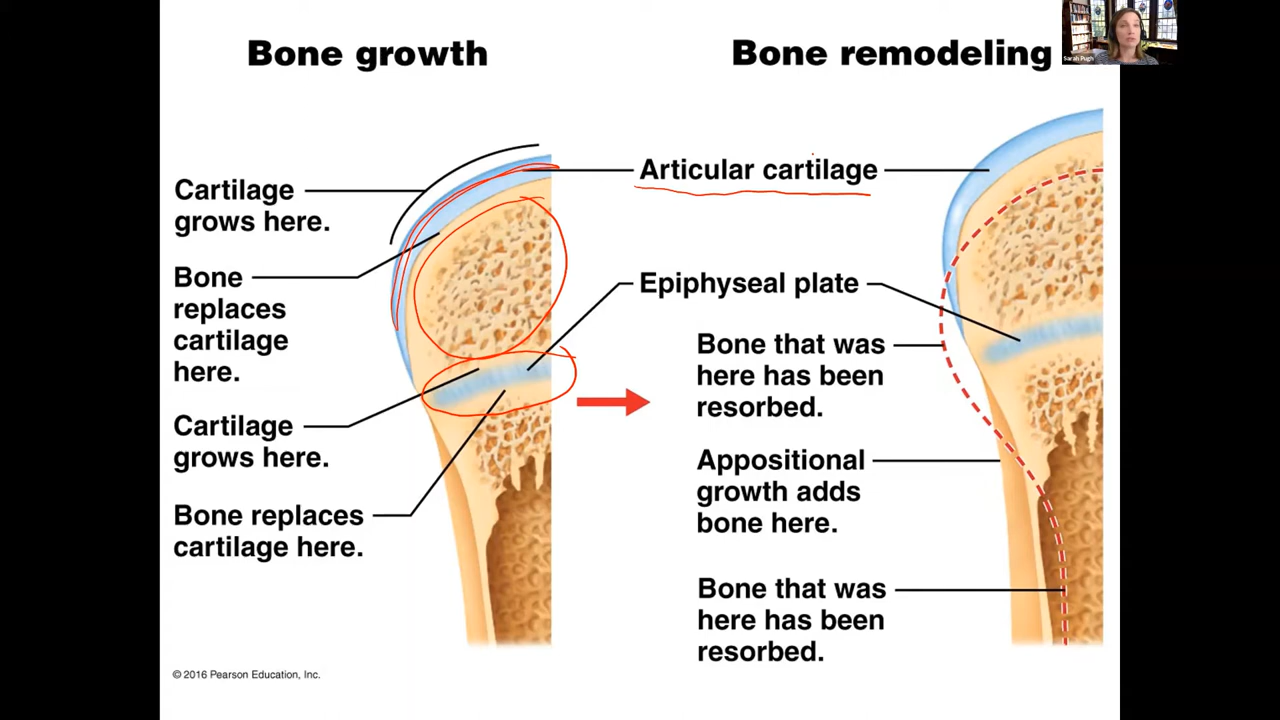 Bone growth
Bone remodeling
Sarah Pugh
Cartilage
grows here.
Bone
replaces
cartilage
here.
Cartilage
grows here.
Bone replaces
cartilage here.
Articular cartilage
Epiphyseal plate
Bone that was
here has been
resorbed.
Appositional
growth adds
bone here.
Bone that was
here has been
resorbed.
© 2016 Pearson Education, Inc.